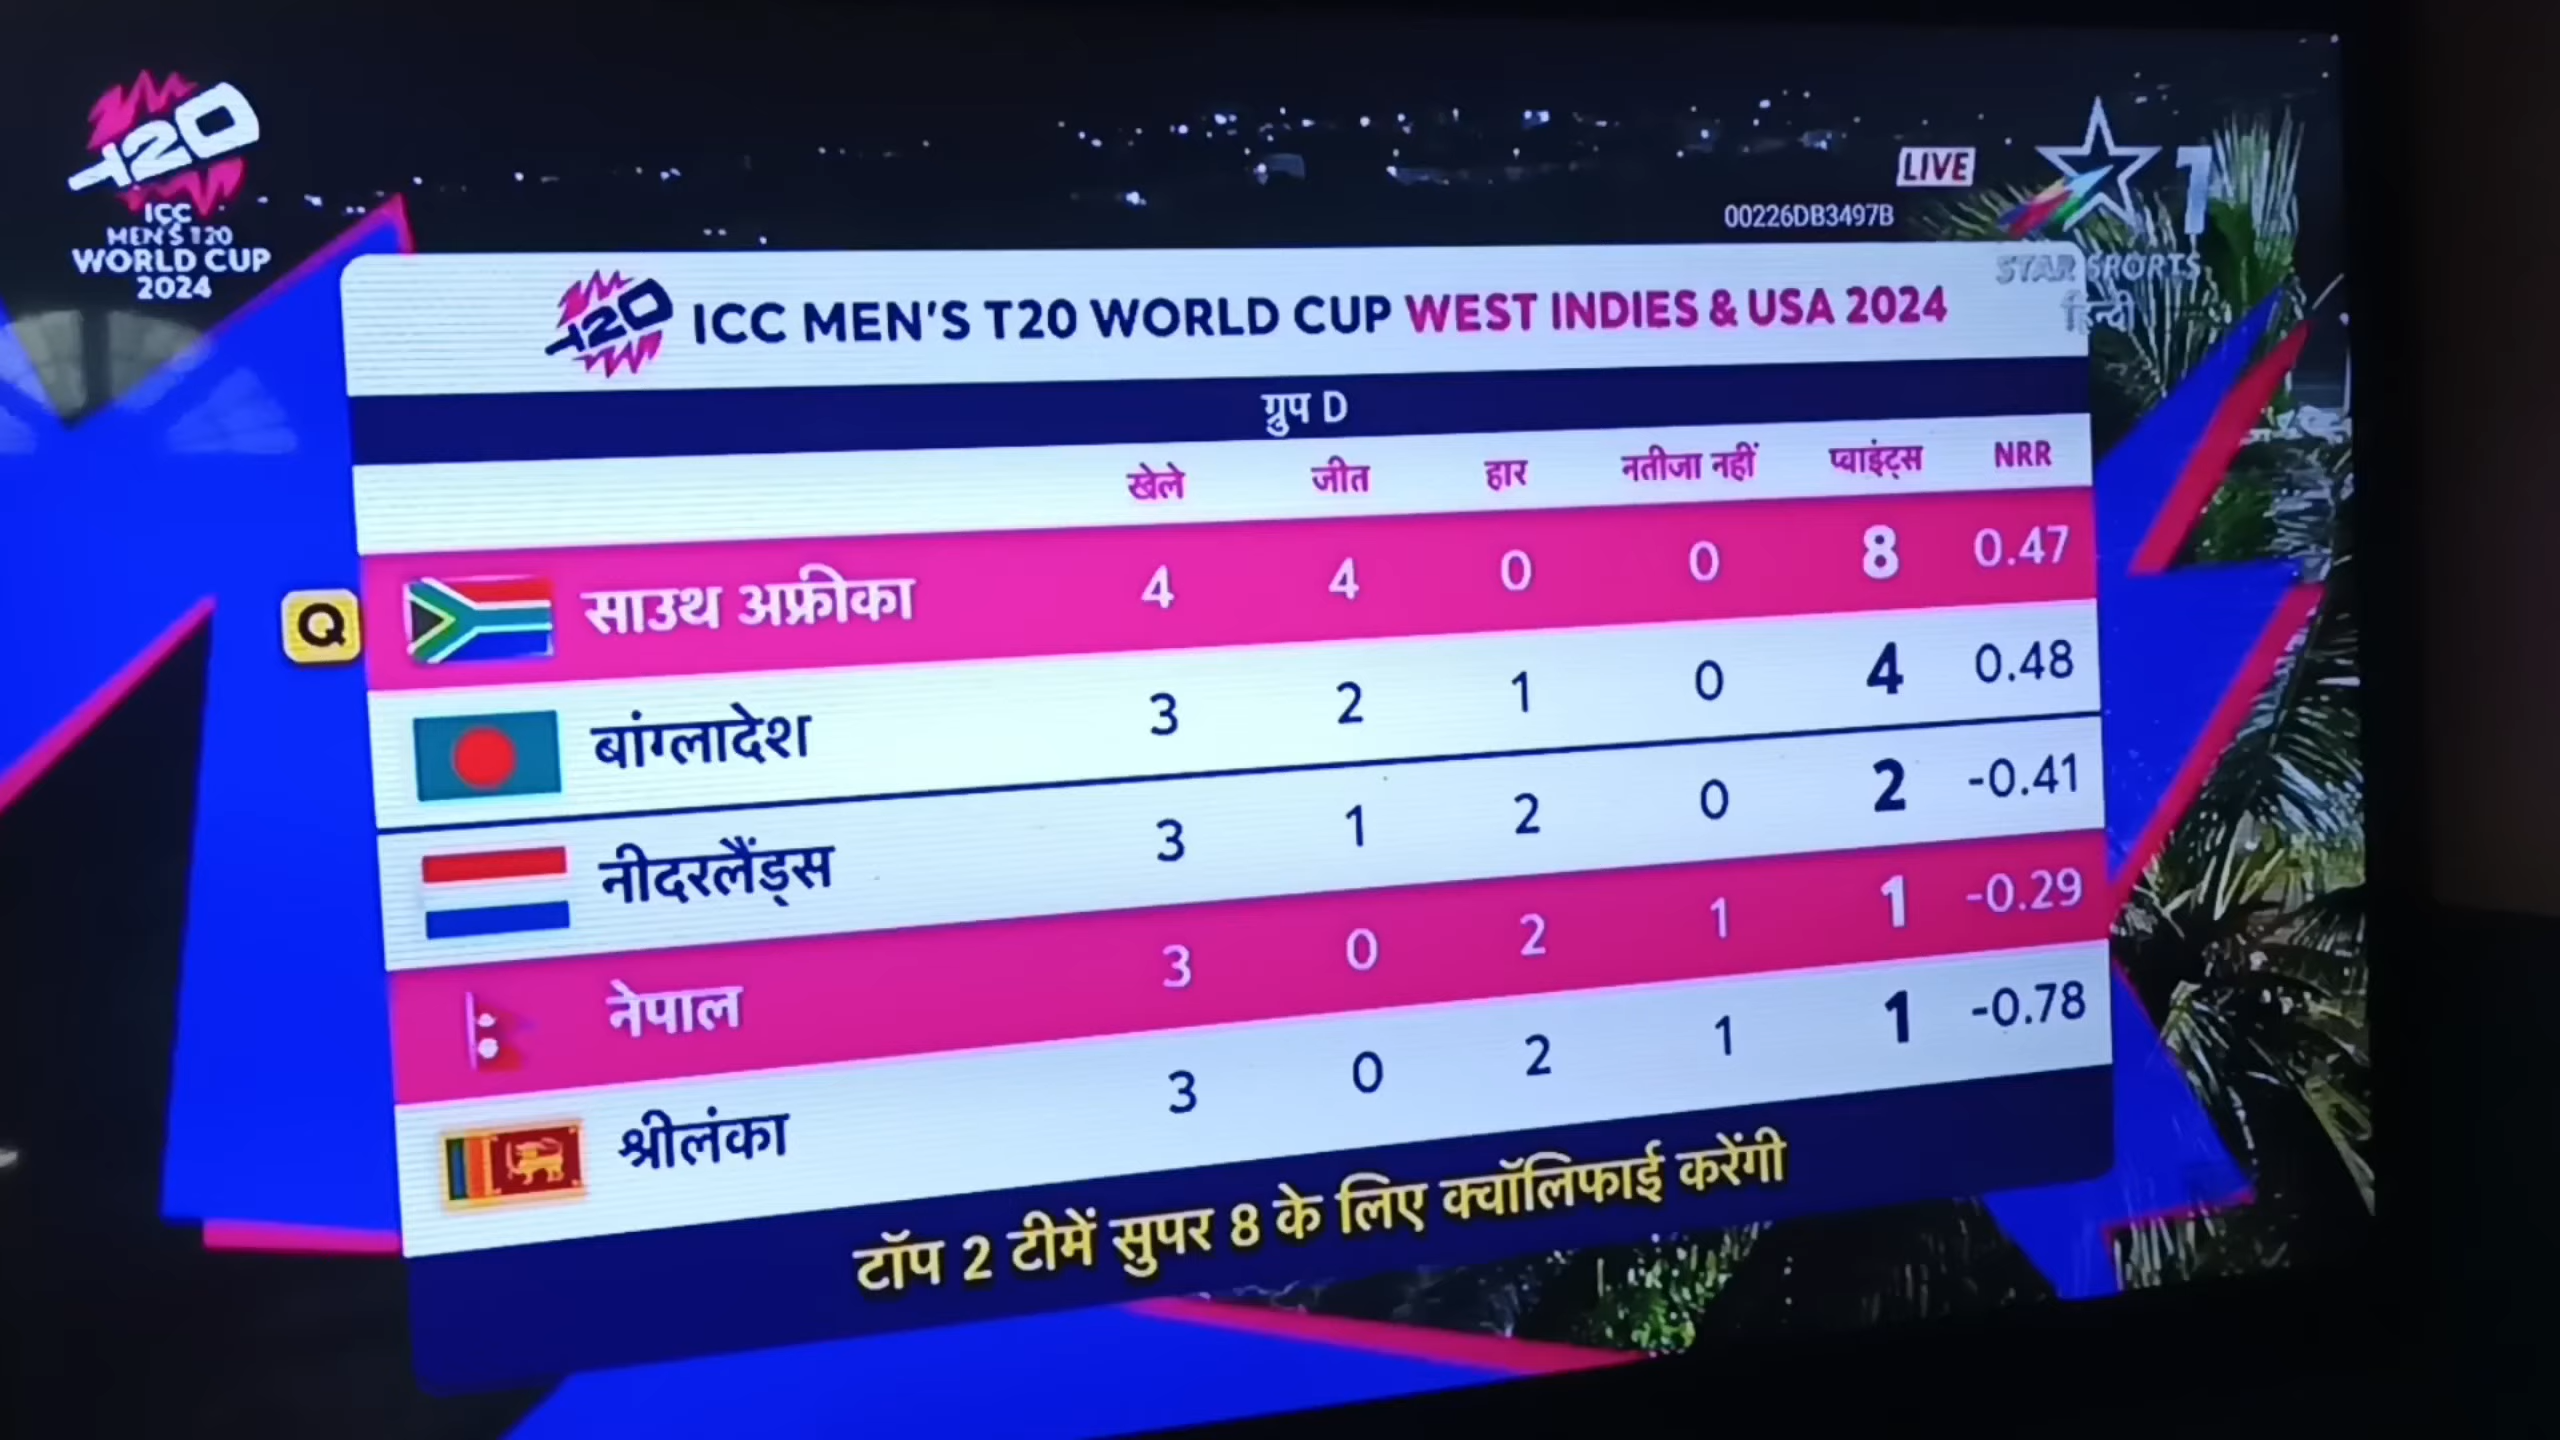 T20
ICC
MEN'S T20
WORLD CUP
2024
LIVE
1
00226DB3497B
STAR SPORTS
हिन्दी
T20 ICC MEN'S T20 WORLD CUP WEST INDIES & USA 2024
ग्रुप D
खेले जीत हार नतीजा नहीं प्वाइंट्स NRR
Q साउथ अफ्रीका 4 4 0 0 8 0.47
बांग्लादेश 3 2 1 0 4 0.48
नीदरलैंड्स 3 1 2 0 2 -0.41
नेपाल 3 0 2 1 1 -0.29
श्रीलंका 3 0 2 1 1 -0.78
टॉप 2 टीमें सुपर 8 के लिए क्वॉलिफाई करेंगी